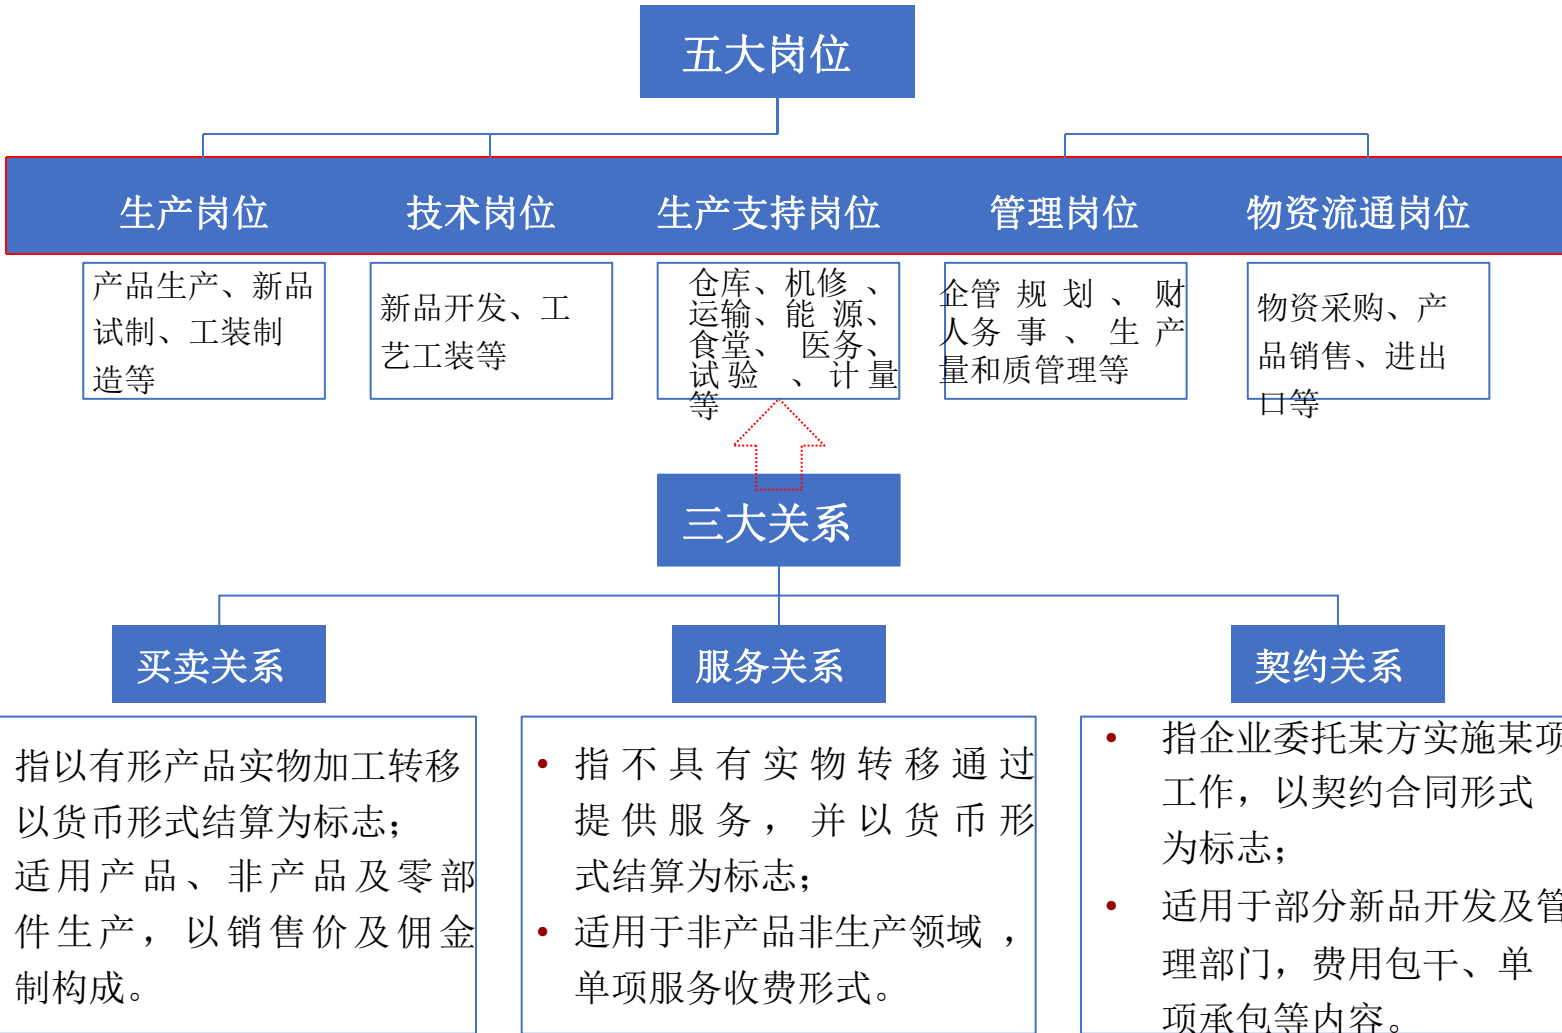 五大岗位
生产岗位
技术岗位
生产支持岗位
管理岗位
物资流通岗位
产品生产、新品
试制、工装制
造等
新品开发、工
艺工装等
仓库、机修 、
运输、能 源、
食堂、 医务、
试验 、计量
等
企管 规 划 、 财
人务 事 、 生 产
量和质管理等
物资采购、产
品销售、进出
口等
三大关系
买卖关系
服务关系
契约关系
指以有形产品实物加工转移
以货币形式结算为标志；
适用产品、非产品及零部
件生产，以销售价及佣金
制构成。
• 指不具有实物转移通过
提供服务，并以货币形
式结算为标志；
• 适用于非产品非生产领域 ，
单项服务收费形式。
• 指企业委托某方实施某项
工作，以契约合同形式
为标志；
• 适用于部分新品开发及管
理部门，费用包干、单
项承包等内容。